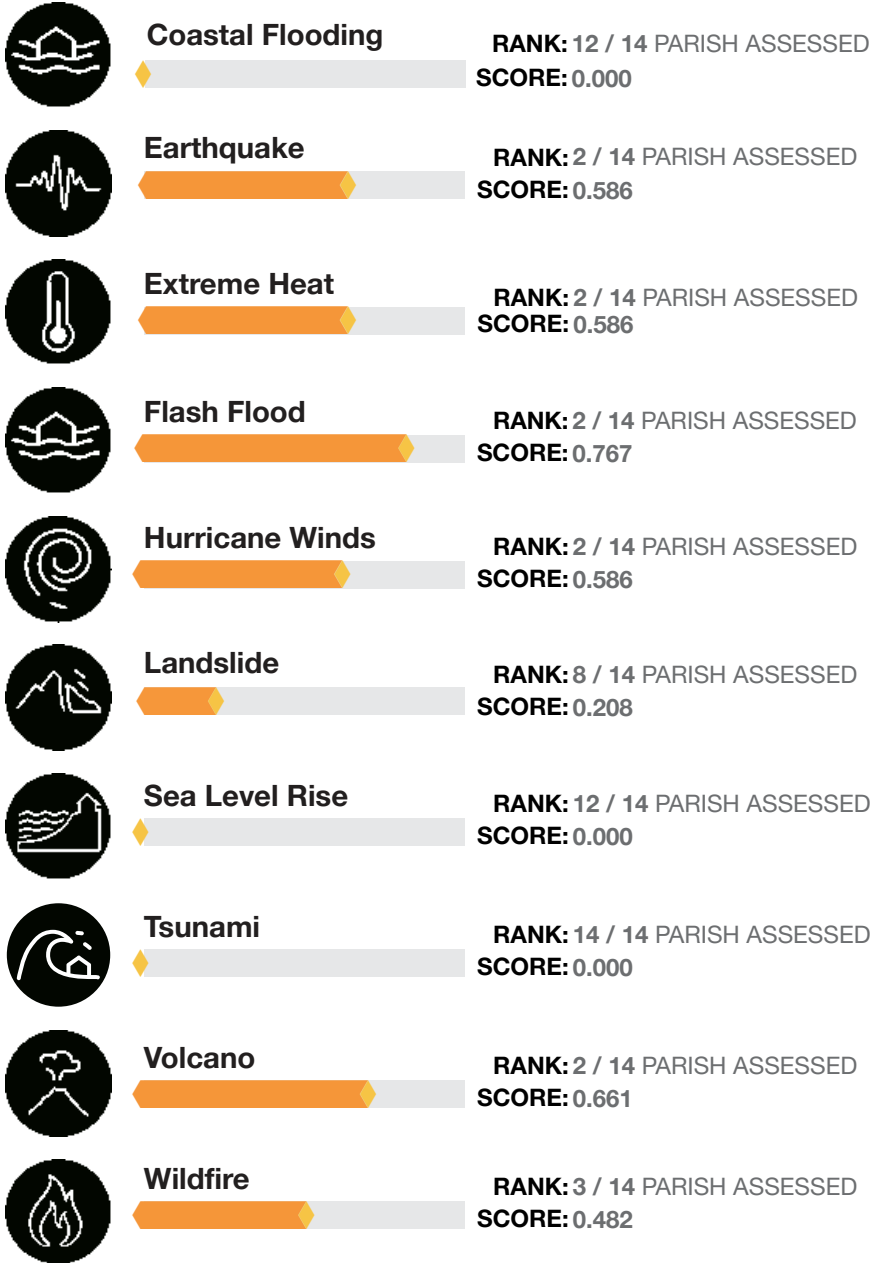 Coastal Flooding
RANK: 12 / 14 PARISH ASSESSED
SCORE: 0.000
Earthquake
RANK: 2 / 14 PARISH ASSESSED
SCORE: 0.586
Extreme Heat
RANK: 2 / 14 PARISH ASSESSED
SCORE: 0.586
Flash Flood
RANK: 2 / 14 PARISH ASSESSED
SCORE: 0.767
Hurricane Winds
RANK: 2 / 14 PARISH ASSESSED
SCORE: 0.586
Landslide
RANK: 8 / 14 PARISH ASSESSED
SCORE: 0.208
Sea Level Rise
RANK: 12 / 14 PARISH ASSESSED
SCORE: 0.000
Tsunami
RANK: 14 / 14 PARISH ASSESSED
SCORE: 0.000
Volcano
RANK: 2 / 14 PARISH ASSESSED
SCORE: 0.661
Wildfire
RANK: 3 / 14 PARISH ASSESSED
SCORE: 0.482